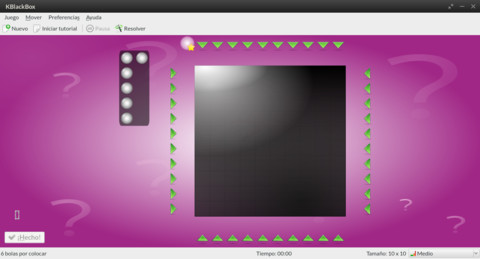 KBlackBox
Juego Mover Preferencias Ayuda
Nuevo Iniciar tutorial Pausa Resolver
¡Hecho!
6 bolas por colocar Tiempo: 00:00 Tamaño: 10 x 10 Medio